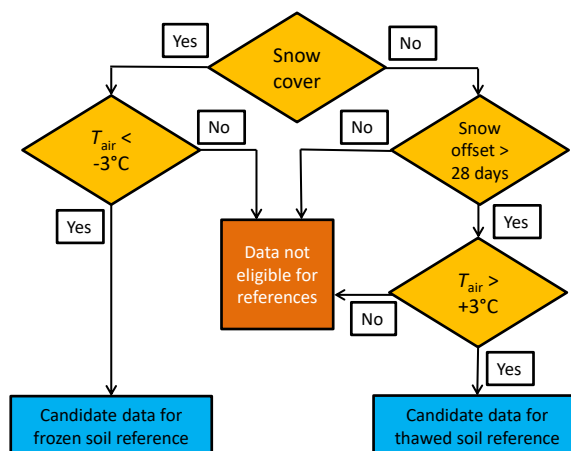 Yes
No
Snow
cover
T air <
-3°C
No
No
Snow
offset >
28 days
Yes
Yes
Data not
eligible for
references
T air >
+3°C
No
Yes
Candidate data for
frozen soil reference
Candidate data for
thawed soil reference